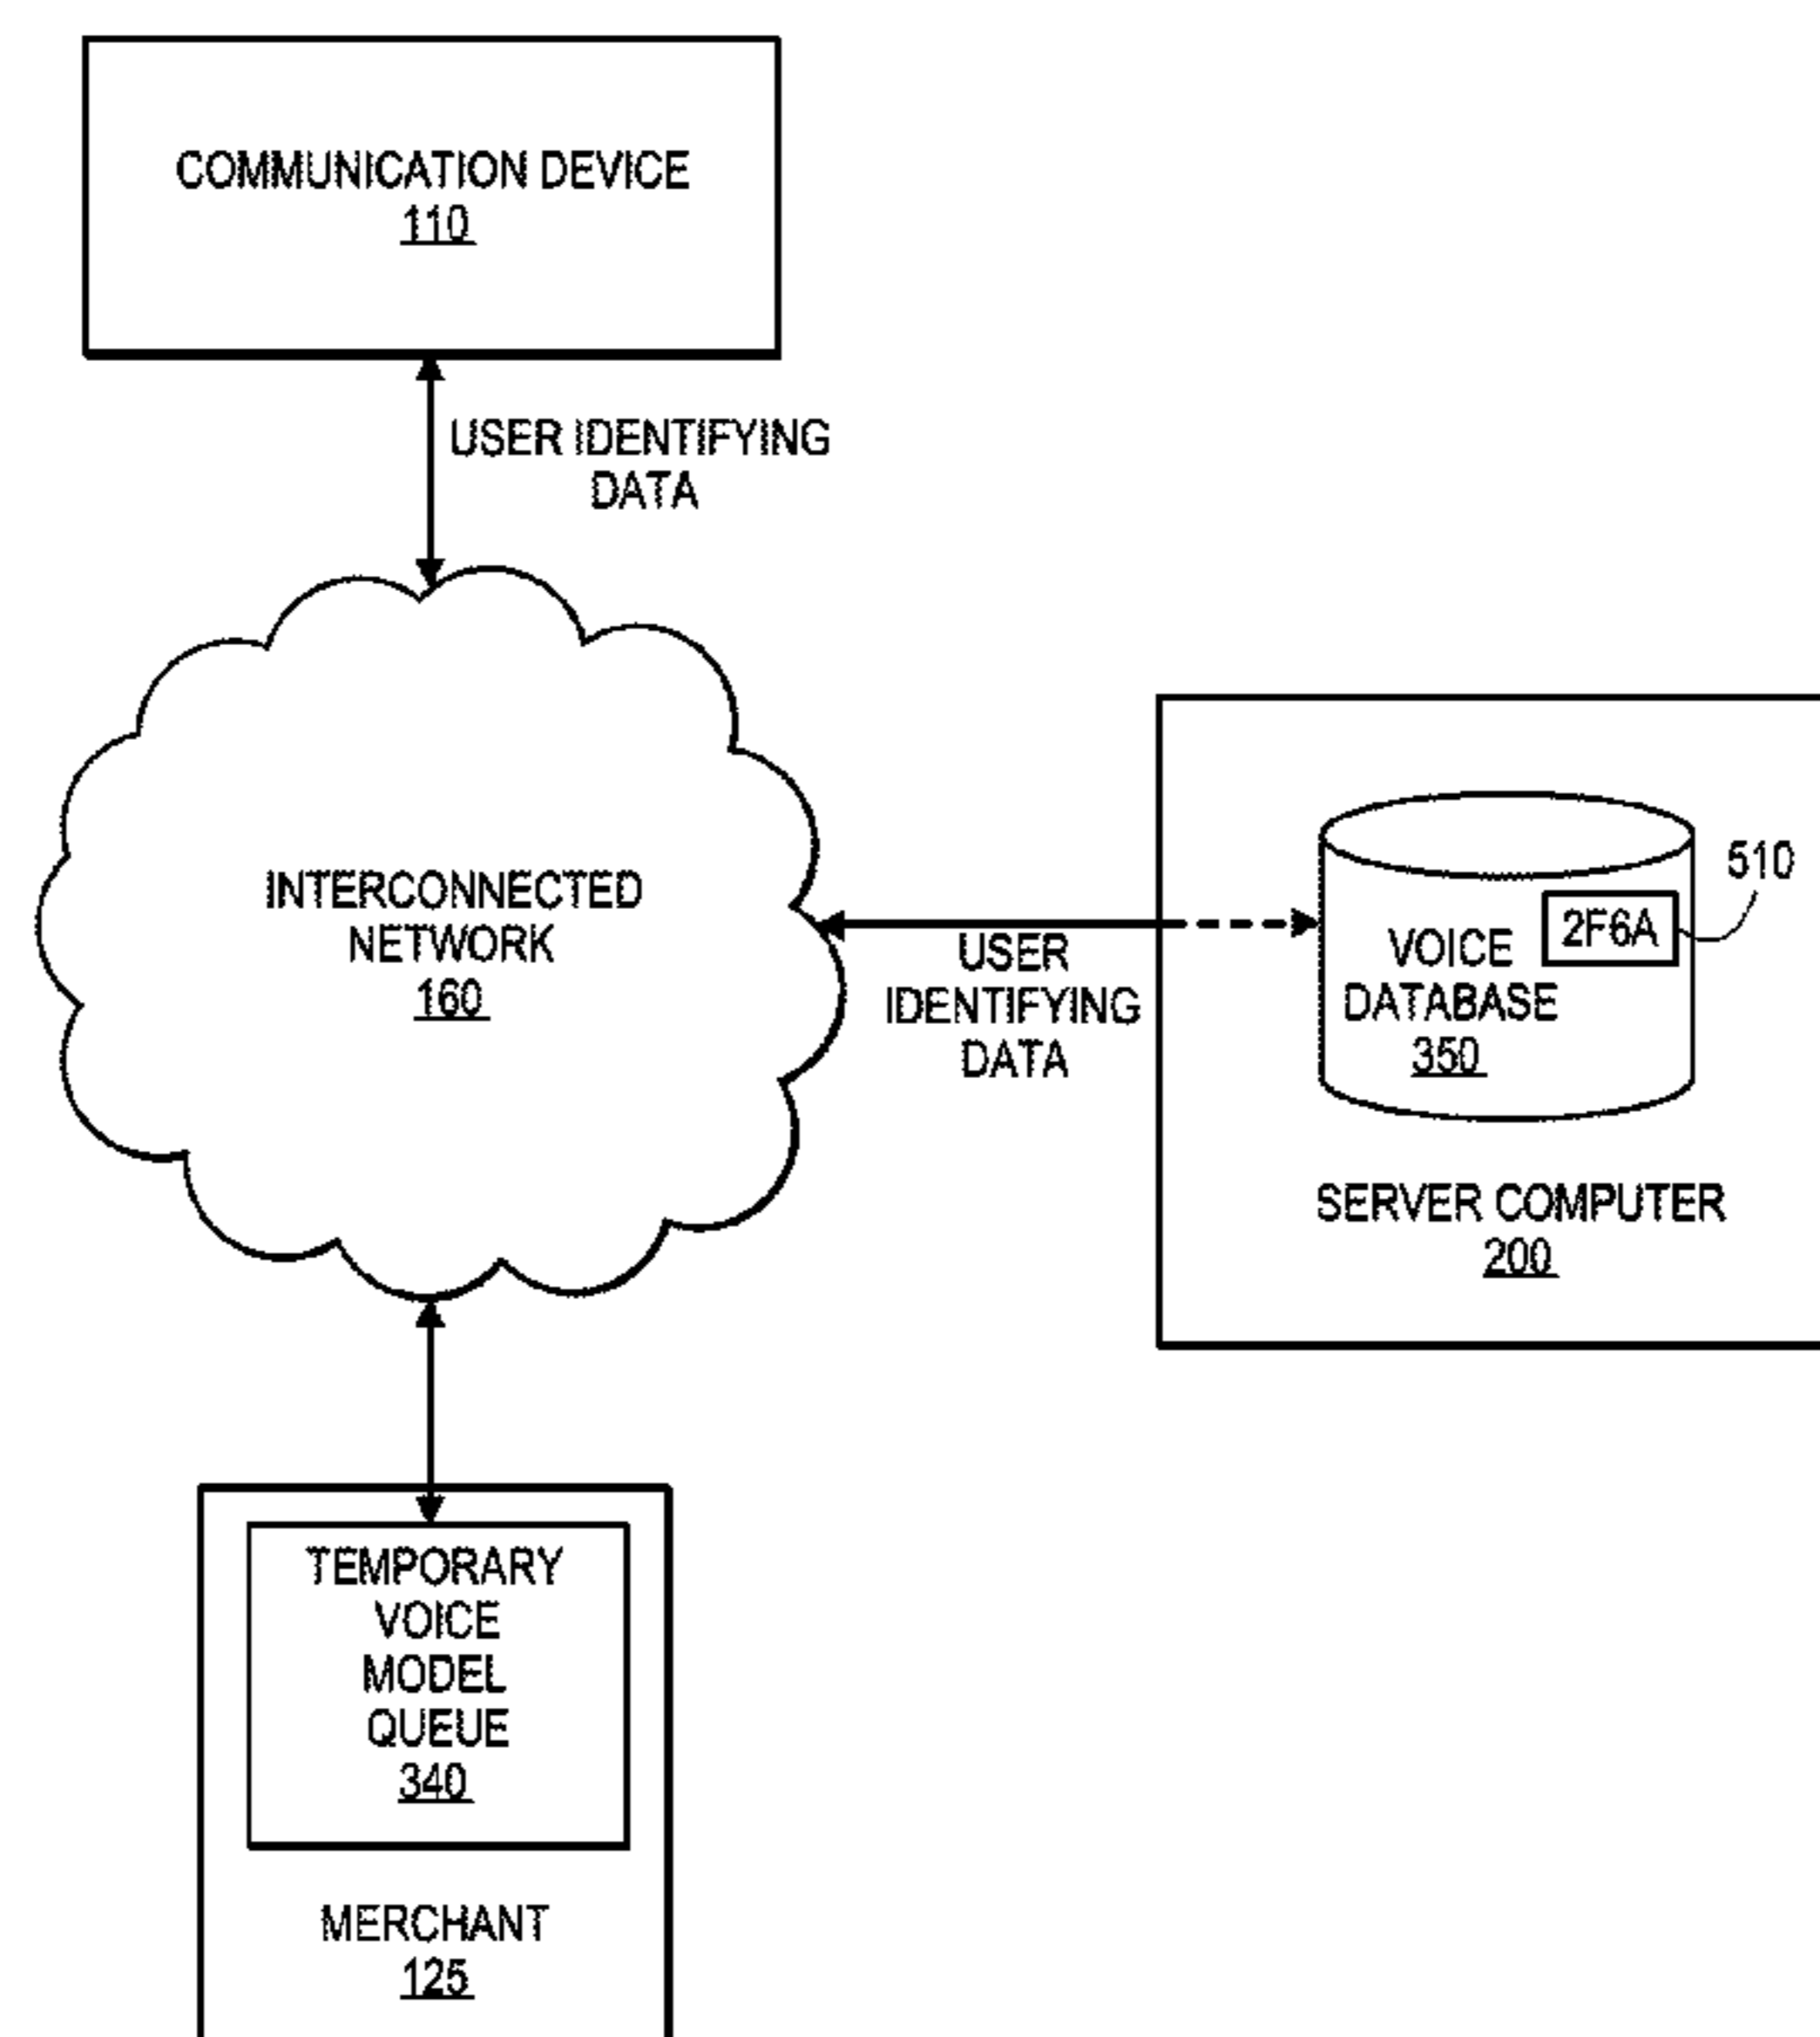 COMMUNICATION DEVICE
110
USER IDENTIFYING
DATA
INTERCONNECTED
NETWORK
160
USER
IDENTIFYING
DATA
510
2F6A
VOICE
DATABASE
350
SERVER COMPUTER
200
TEMPORARY
VOICE
MODEL
QUEUE
340
MERCHANT
125